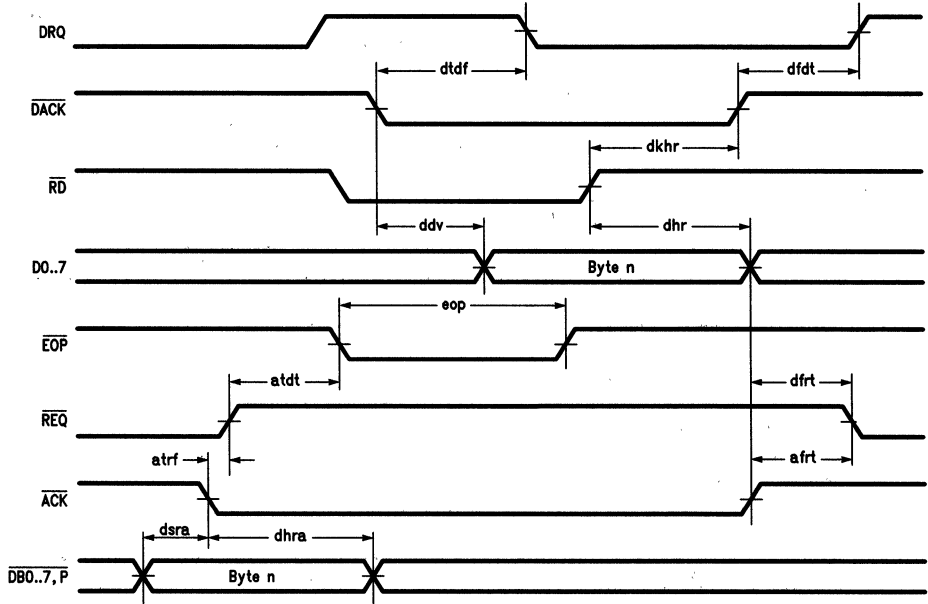 DRQ
dtdf
dfdt
DACK
dkhr
RD
ddv
dhr
D0..7
Byte n
eop
EOP
atdt
dfrt
REQ
atrf
afrt
ACK
dsra
dhra
DB0..7,P
Byte n